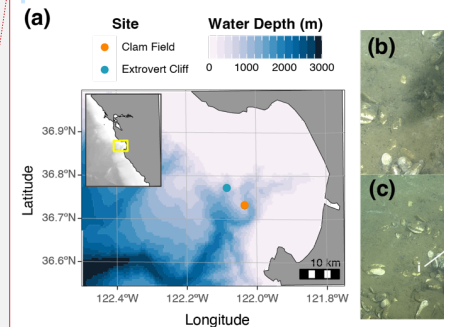 (a)
Site
Water Depth (m)
Clam Field
Extrovert Cliff
0 1000 2000 3000
(b)
36.9°N
36.8°N
36.7°N
36.6°N
Latitude
(c)
10 km
122.4°W 122.2°W 122.0°W 121.8°W
Longitude